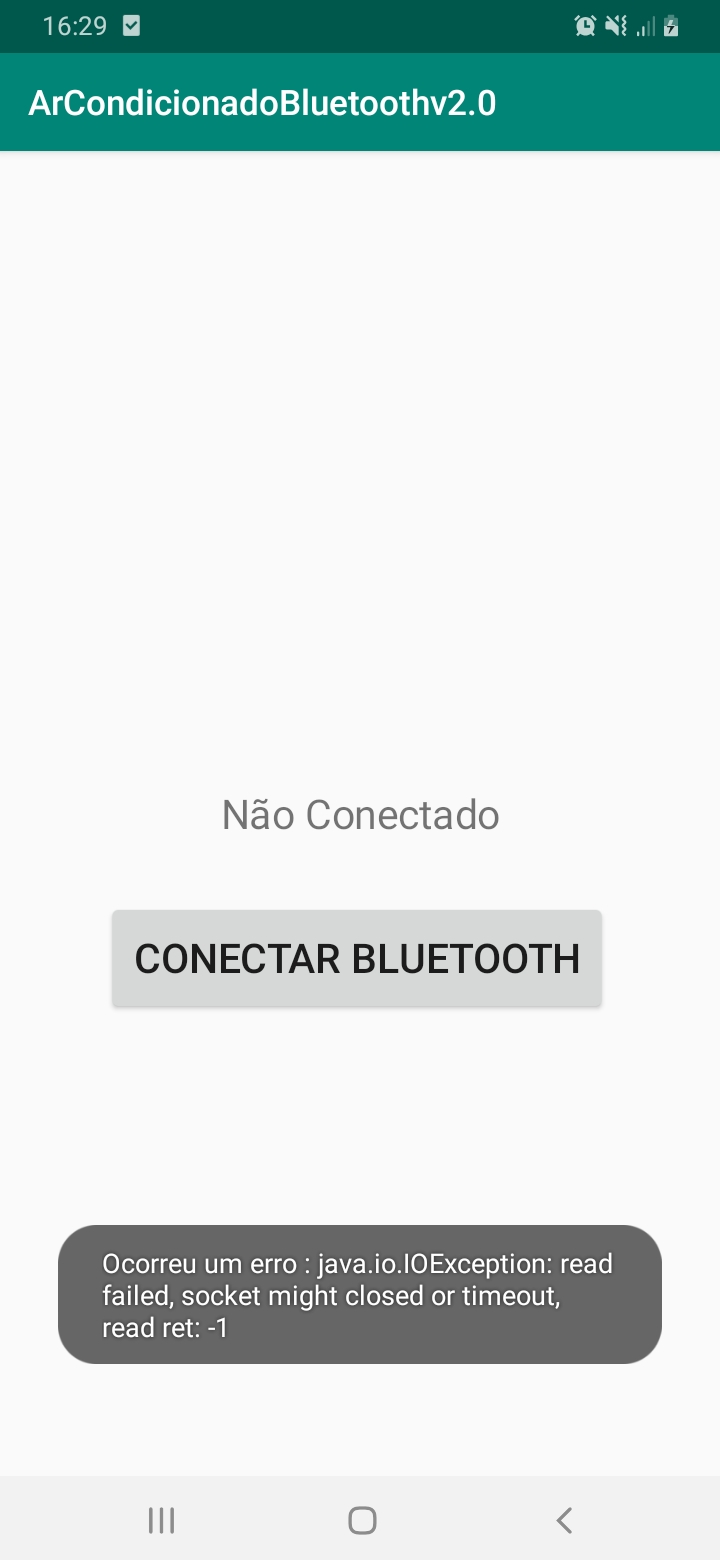 16:29
ArCondicionadoBluetoothv2.0
Não Conectado
CONECTAR BLUETOOTH
Ocorreu um erro : java.io.IOException: read
failed, socket might closed or timeout,
read ret: -1